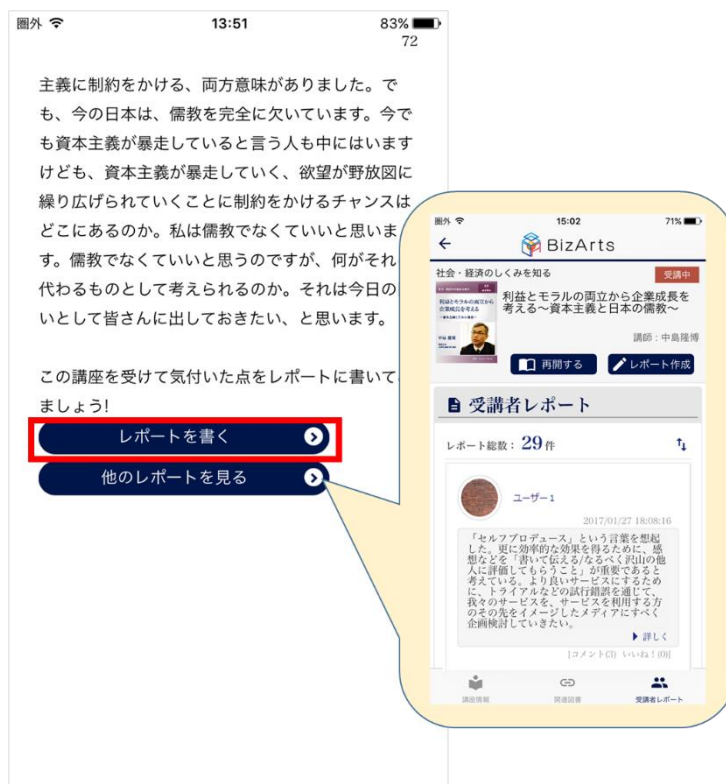 圏外
13:51
83%
72
主義に制約をかける、両方意味がありました。で
も、今の日本は、儒教を完全に欠いています。今で
も資本主義が暴走していると言う人も中にはいます
けども、資本主義が暴走していく、欲望が野放図に
繰り広げられていくことに制約をかけるチャンスは
どこにあるのか。私は儒教でなくていいと思いま
す。儒教でなくていいと思うのですが、何がそれ
代わるものとして考えられるのか。それは今日の
いとして皆さんに出しておきたい、と思います。
この講座を受けて気付いた点をレポートに書いて
ましょう!
レポートを書く
他のレポートを見る
圏外
15:02
71%
BizArts
社会・経済のしくみを知る
受講中
利益とモラルの両立から企業成長を
考える~資本主義と日本の儒教~
講師：中島隆博
再開する
レポート作成
受講者レポート
レポート総数：29件
ユーザー1
2017/01/27 18:08:16
「セルフプロデュース」という言葉を想起
した。更に効率的な効果を得るために、感
想などを「書いて伝える/なるべく沢山の他
人に評価してもらうこと」が重要であると
考えている。より良いサービスにするため
に、トライアルなどの試行錯誤を通じて、
我々のサービスを、サービスを利用する方
のその先をイメージしたメディアにすべく
企画検討していきたい。
詳しく
[コメント(3) いいね！(0)]
講座情報
関連図書
受講者レポート